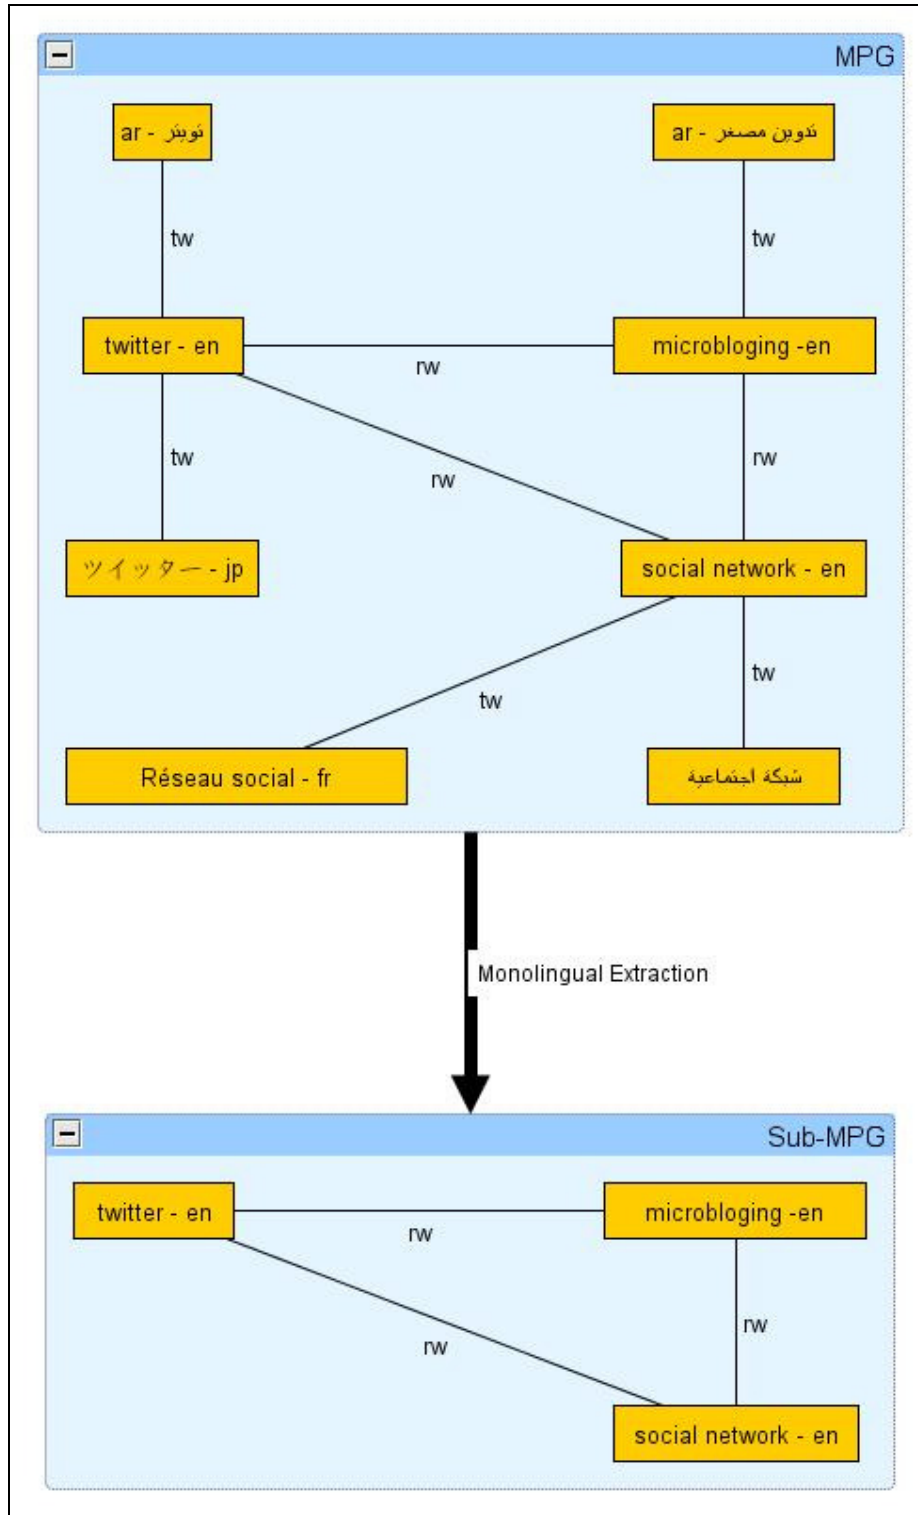 MPG
ar - تويتر
ar - تدوين مصغر
tw
tw
twitter - en
microbloging -en
rw
tw
rw
rw
ツイッター - jp
social network - en
tw
tw
Réseau social - fr
شبكة اجتماعية
Monolingual Extraction
Sub-MPG
twitter - en
microbloging -en
rw
rw
rw
social network - en